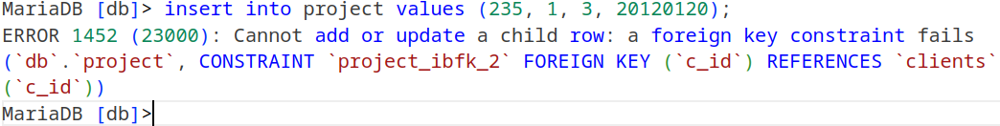 MariaDB [db]> insert into project values (235, 1, 3, 20120120);
ERROR 1452 (23000): Cannot add or update a child row: a foreign key constraint fails
(`db`.`project`, CONSTRAINT `project_ibfk_2` FOREIGN KEY (`c_id`) REFERENCES `clients`
(`c_id`))
MariaDB [db]>